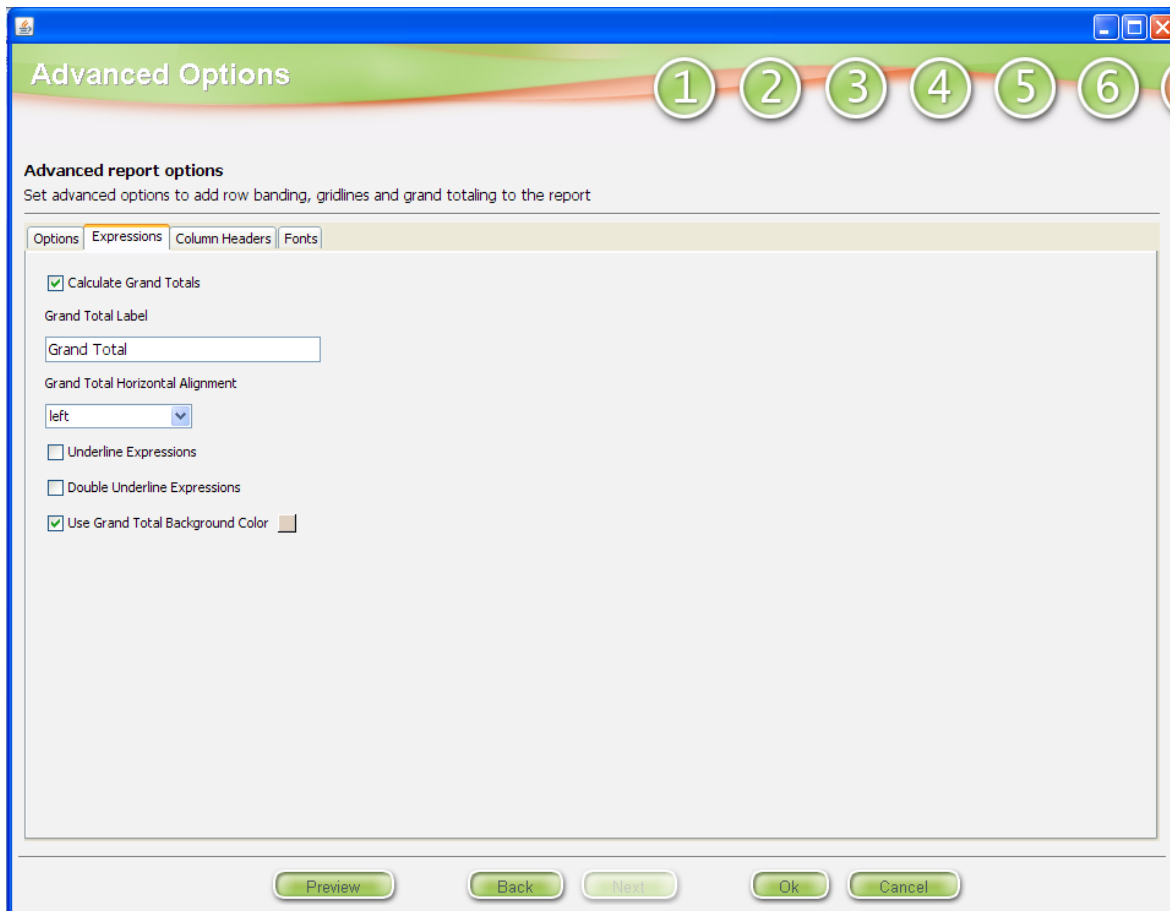 Advanced Options
1 2 3 4 5 6
Advanced report options
Set advanced options to add row banding, gridlines and grand totaling to the report
Options Expressions Column Headers Fonts
Calculate Grand Totals
Grand Total Label
Grand Total
Grand Total Horizontal Alignment
left
Underline Expressions
Double Underline Expressions
Use Grand Total Background Color
Preview Back Next Ok Cancel